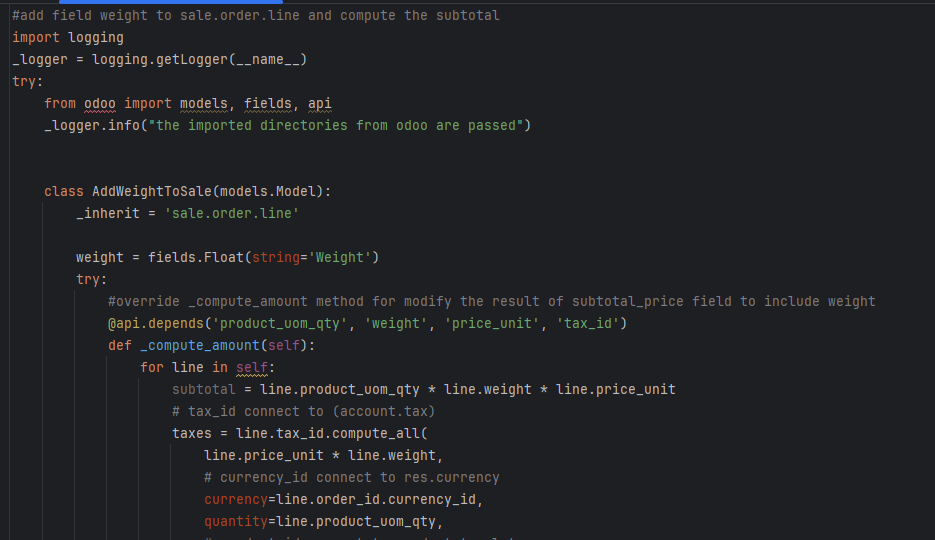 #add field weight to sale.order.line and compute the subtotal
import logging
_logger = logging.getLogger(__name__)
try:
    from odoo import models, fields, api
    _logger.info("the imported directories from odoo are passed")
    class AddWeightToSale(models.Model):
        _inherit = 'sale.order.line'
        weight = fields.Float(string='Weight')
        try:
            #override _compute_amount method for modify the result of subtotal_price field to include weight
            @api.depends('product_uom_qty', 'weight', 'price_unit', 'tax_id')
            def _compute_amount(self):
                for line in self:
                    subtotal = line.product_uom_qty * line.weight * line.price_unit
                    # tax_id connect to (account.tax)
                    taxes = line.tax_id.compute_all(
                        line.price_unit * line.weight,
                        # currency_id connect to res.currency
                        currency=line.order_id.currency_id,
                        quantity=line.product_uom_qty,